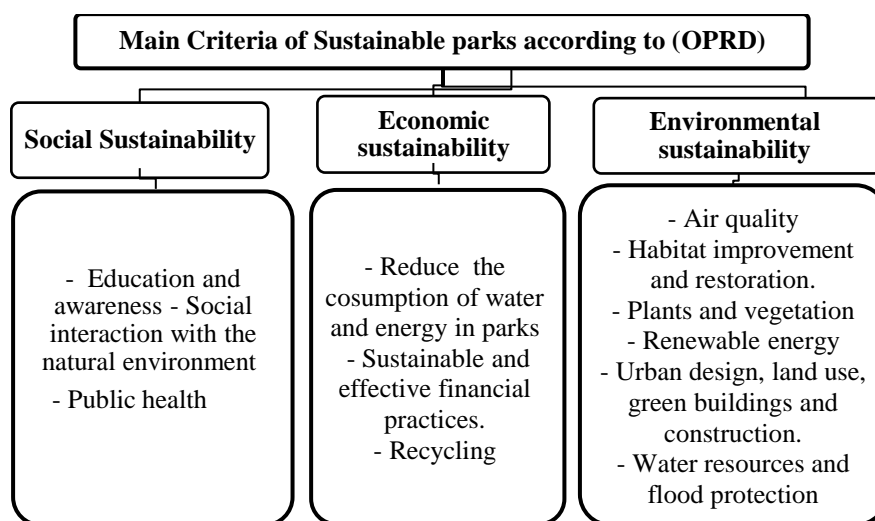 Main Criteria of Sustainable parks according to (OPRD)
Social Sustainability
Economic
sustainability
Environmental
sustainability
- Education and
awareness - Social
interaction with the
natural environment
- Public health
- Reduce the
cosumption of water
and energy in parks
- Sustainable and
effective financial
practices.
- Recycling
- Air quality
- Habitat improvement
and restoration.
- Plants and vegetation
- Renewable energy
- Urban design, land use,
green buildings and
construction.
- Water resources and
flood protection